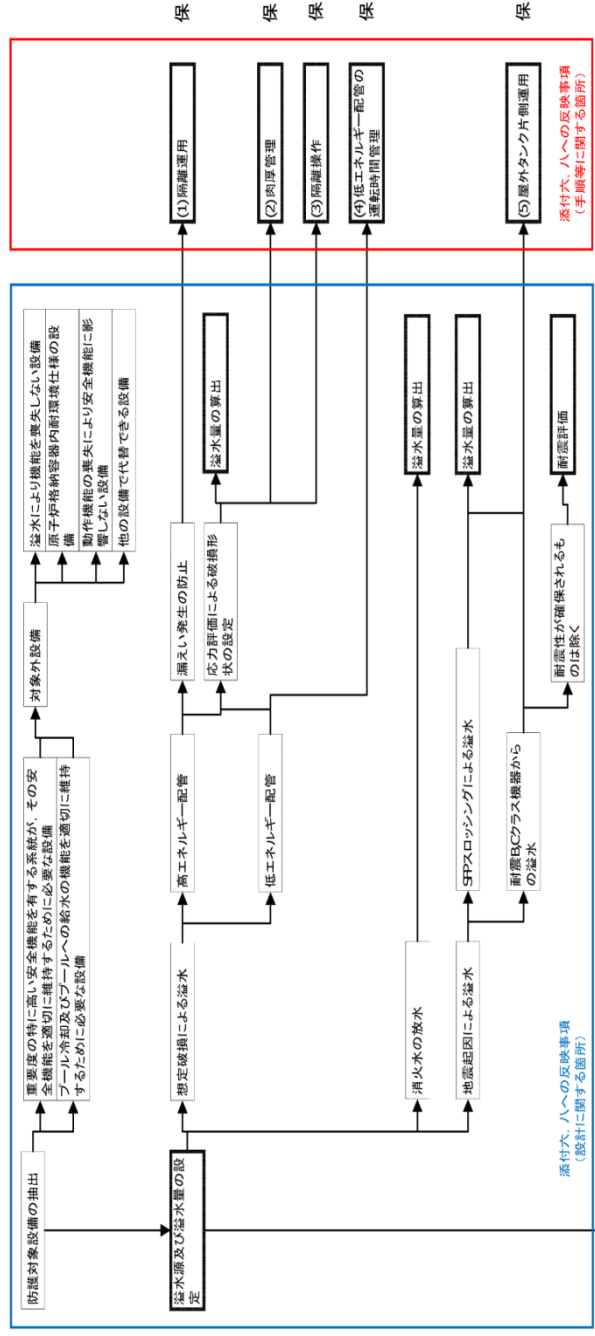 防護対象設備の抽出
重要度の特に高い安全機能を有する系統が，その安
全機能を適切に維持するために必要な設備
プール冷却及びプールへの給水の機能を適切に維持
するために必要な設備
対象外設備
溢水により機能を喪失しない設備
原子炉格納容器内耐環境仕様の設
備
動作機能の喪失により安全機能に影
響しない設備
他の設備で代替できる設備
溢水源及び溢水量の設
定
想定破損による溢水
高エネルギー配管
漏えい発生の防止
(1)隔離運用
保
応力評価による破損形
状の設定
溢水量の算出
(2)肉厚管理
保
(3)隔離操作
保
低エネルギー配管
(4)低エネルギー配管の
運転時間管理
保
消火水の放水
溢水量の算出
地震起因による溢水
SFPスロッシングによる溢水
溢水量の算出
耐震B,Cクラス機器から
の溢水
(5)屋外タンク片側運用
保
耐震性が確保されるも
のは除く
耐震評価
添付六，八への反映事項
（設計に関する箇所）
添付六，八への反映事項
（手順等に関する箇所）